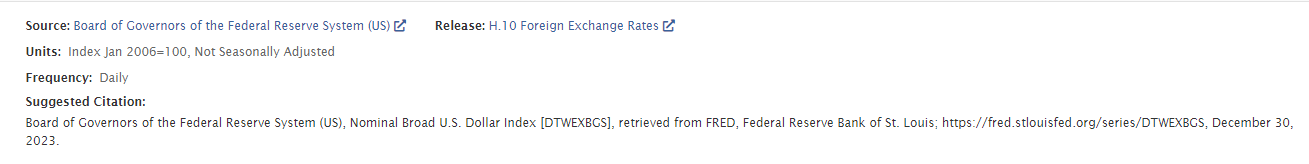 Source: Board of Governors of the Federal Reserve System (US) Release: H.10 Foreign Exchange Rates
Units: Index Jan 2006=100, Not Seasonally Adjusted
Frequency: Daily
Suggested Citation:
Board of Governors of the Federal Reserve System (US), Nominal Broad U.S. Dollar Index [DTWEXBGS], retrieved from FRED, Federal Reserve Bank of St. Louis; https://fred.stlouisfed.org/series/DTWEXBGS, December 30,
2023.